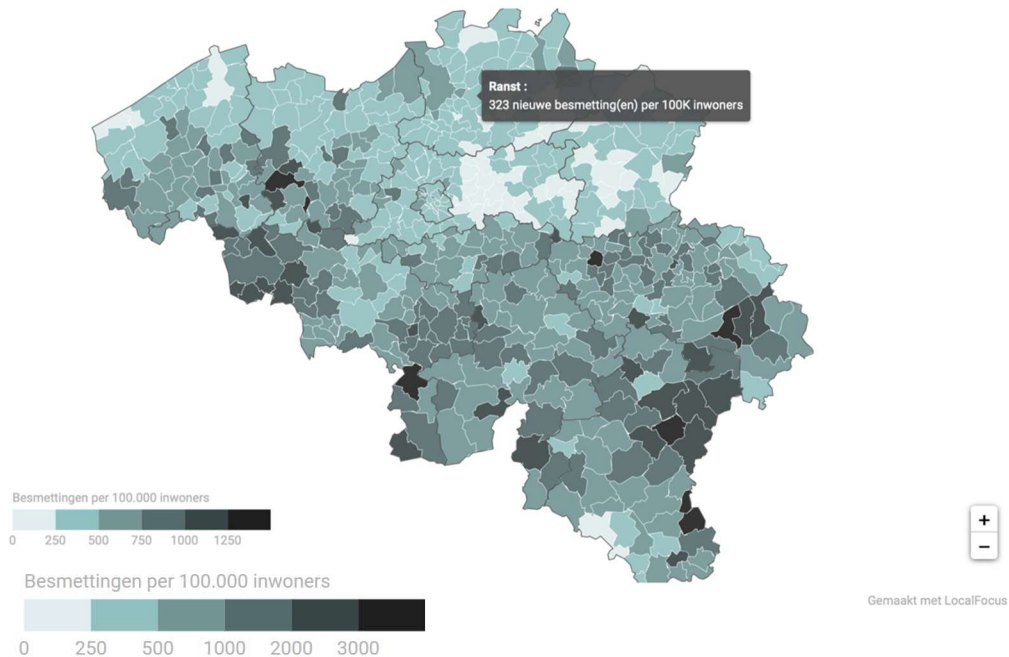 Ranst :
323 nieuwe besmetting(en) per 100K inwoners
Besmettingen per 100.000 inwoners
0 250 500 750 1000 1250
+
−
Besmettingen per 100.000 inwoners
0 250 500 1000 2000 3000
Gemaakt met LocalFocus